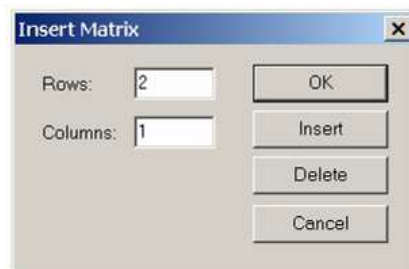 Insert Matrix
Rows: 2
OK
Columns: 1
Insert
Delete
Cancel